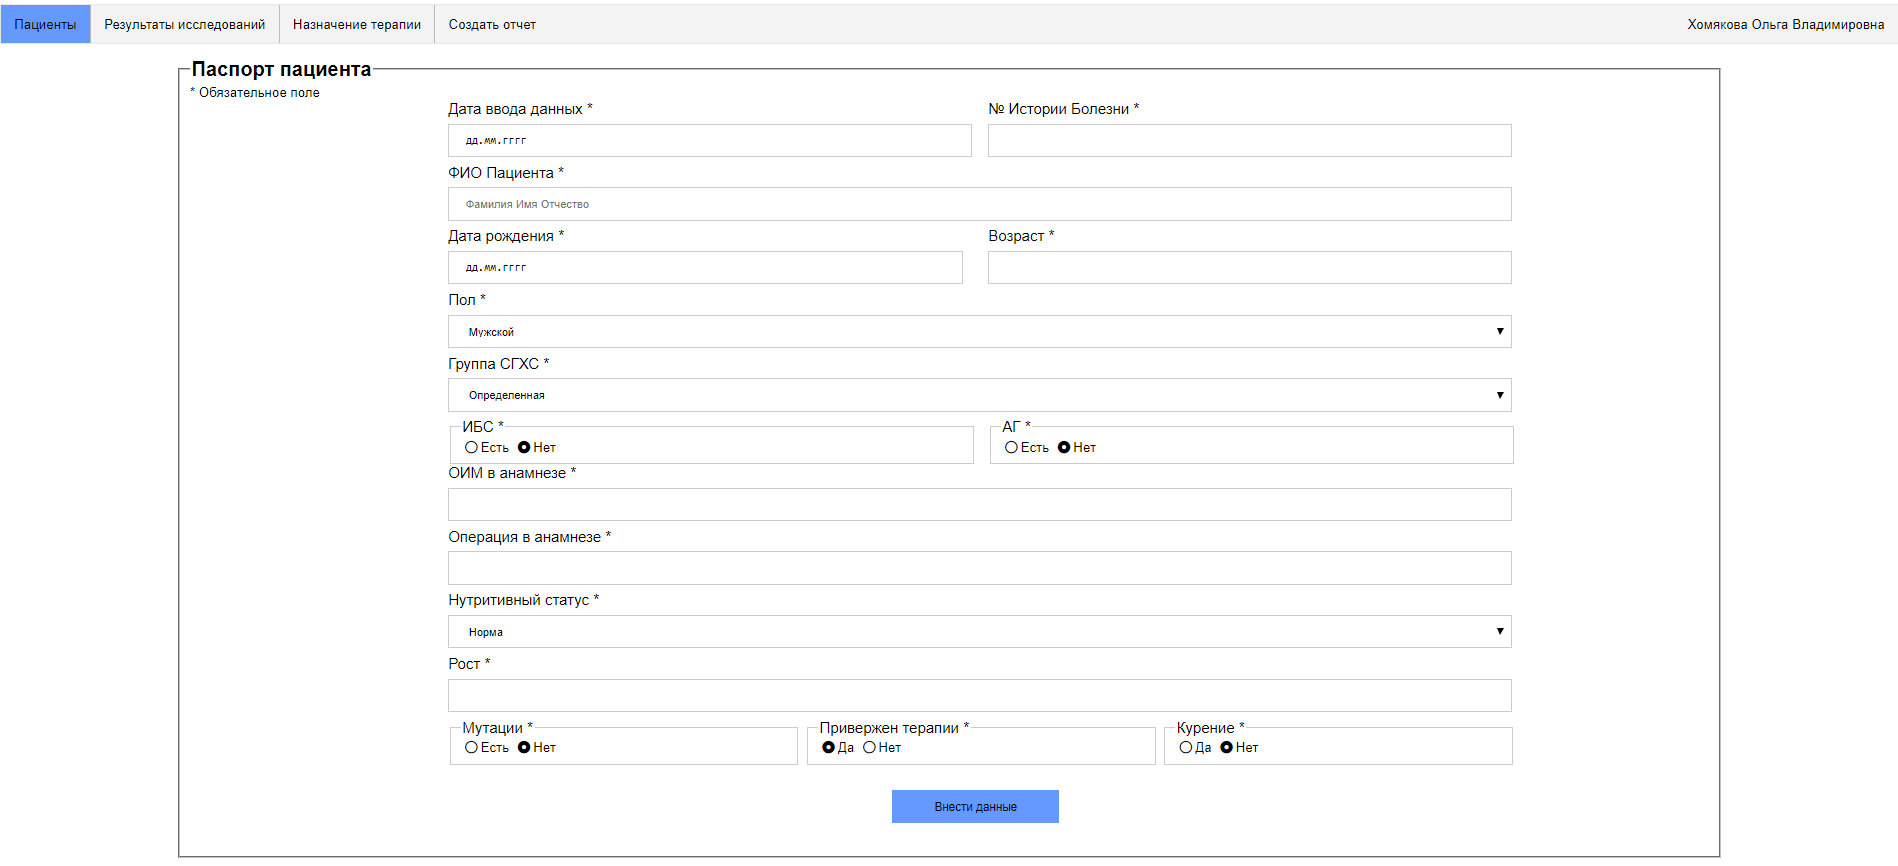 Пациенты Результаты исследований Назначение терапии Создать отчет Хомякова Ольга Владимировна
Паспорт пациента
* Обязательное поле
Дата ввода данных * № Истории Болезни *
дд.мм.гггг
ФИО Пациента *
Фамилия Имя Отчество
Дата рождения * Возраст *
дд.мм.гггг
Пол *
Мужской
Группа СГХС *
Определенная
ИБС * АГ *
Есть Нет Есть Нет
ОИМ в анамнезе *
Операция в анамнезе *
Нутритивный статус *
Норма
Рост *
Мутации * Привержен терапии * Курение *
Есть Нет Да Нет Да Нет
Внести данные